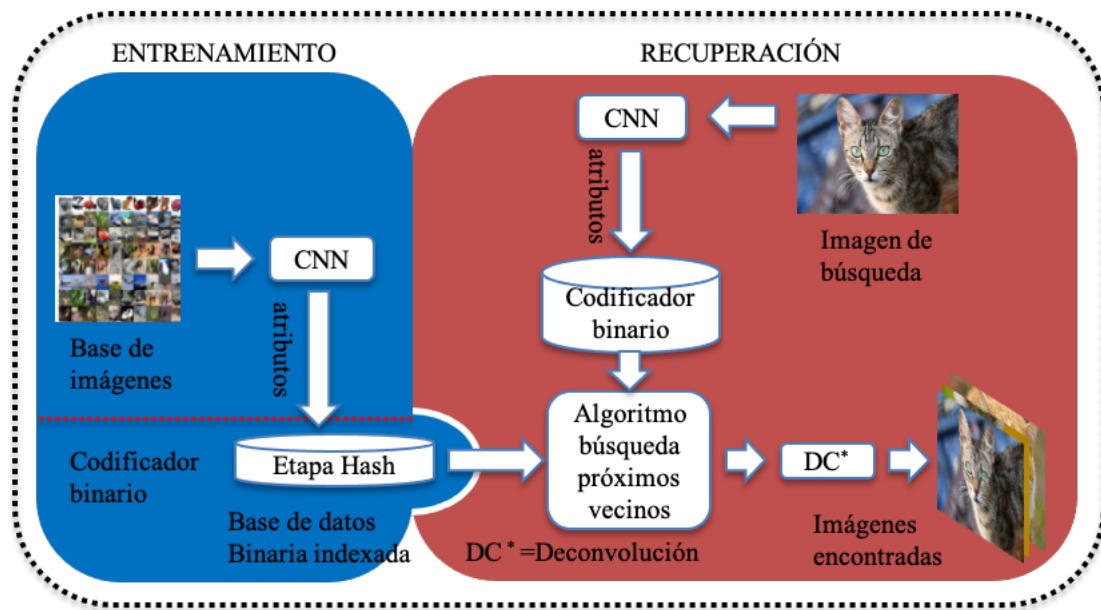 ENTRENAMIENTO
RECUPERACIÓN
CNN
atributos
Imagen de
búsqueda
CNN
atributos
Base de
imágenes
Codificador
binario
Algoritmo
búsqueda
próximos
vecinos
Codificador
binario
Etapa Hash
DC*
Base de datos
Binaria indexada
DC * =Deconvolución
Imágenes
encontradas